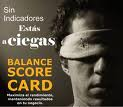 Sin
Indicadores
Estás
a ciegas
BALANCE
SCORE
CARD
Maximiza el rendimiento,
manteniendo resultados
en tu negocio.